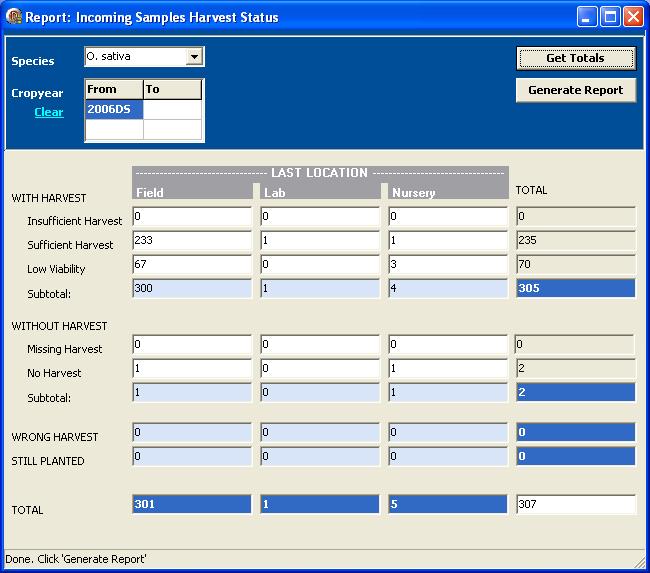 Report: Incoming Samples Harvest Status
Species O. sativa Get Totals
Cropyear From To Generate Report
Clear 2006DS
LAST LOCATION
WITH HARVEST Field Lab Nursery TOTAL
Insufficient Harvest 0 0 0 0
Sufficient Harvest 233 1 1 235
Low Viability 67 0 3 70
Subtotal: 300 1 4 305
WITHOUT HARVEST
Missing Harvest 0 0 0 0
No Harvest 1 0 1 2
Subtotal: 1 0 1 2
WRONG HARVEST 0 0 0 0
STILL PLANTED 0 0 0 0
TOTAL 301 1 5 307
Done. Click 'Generate Report'